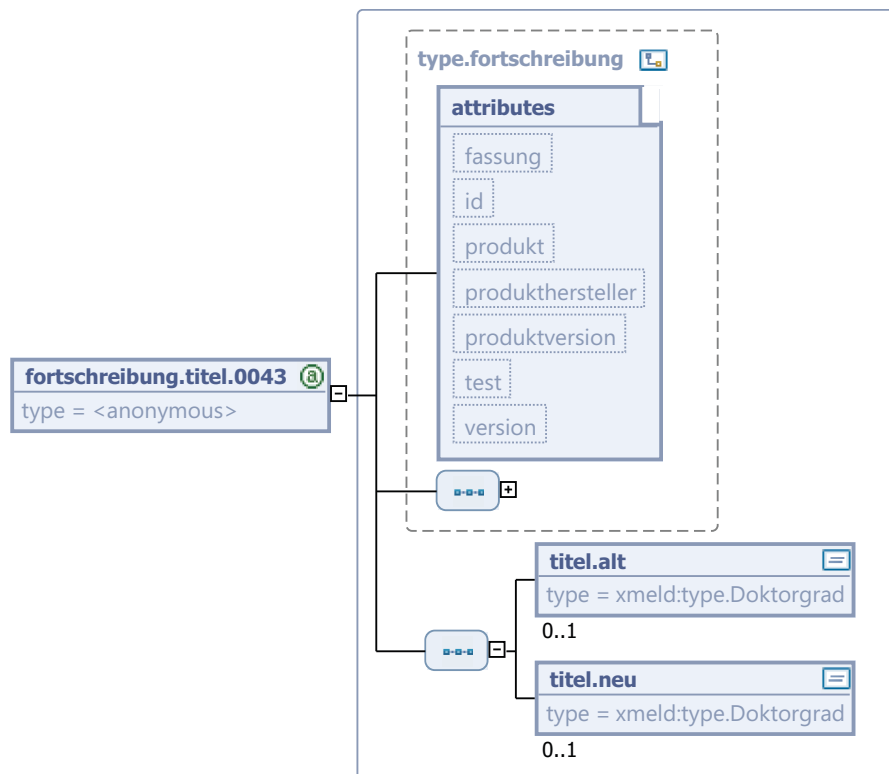 type.fortschreibung
attributes
fassung
id
produkt
produkthersteller
produktversion
test
version
fortschreibung.titel.0043 @
type = <anonymous>
titel.alt
type = xmeld:type.Doktorgrad
0..1
titel.neu
type = xmeld:type.Doktorgrad
0..1